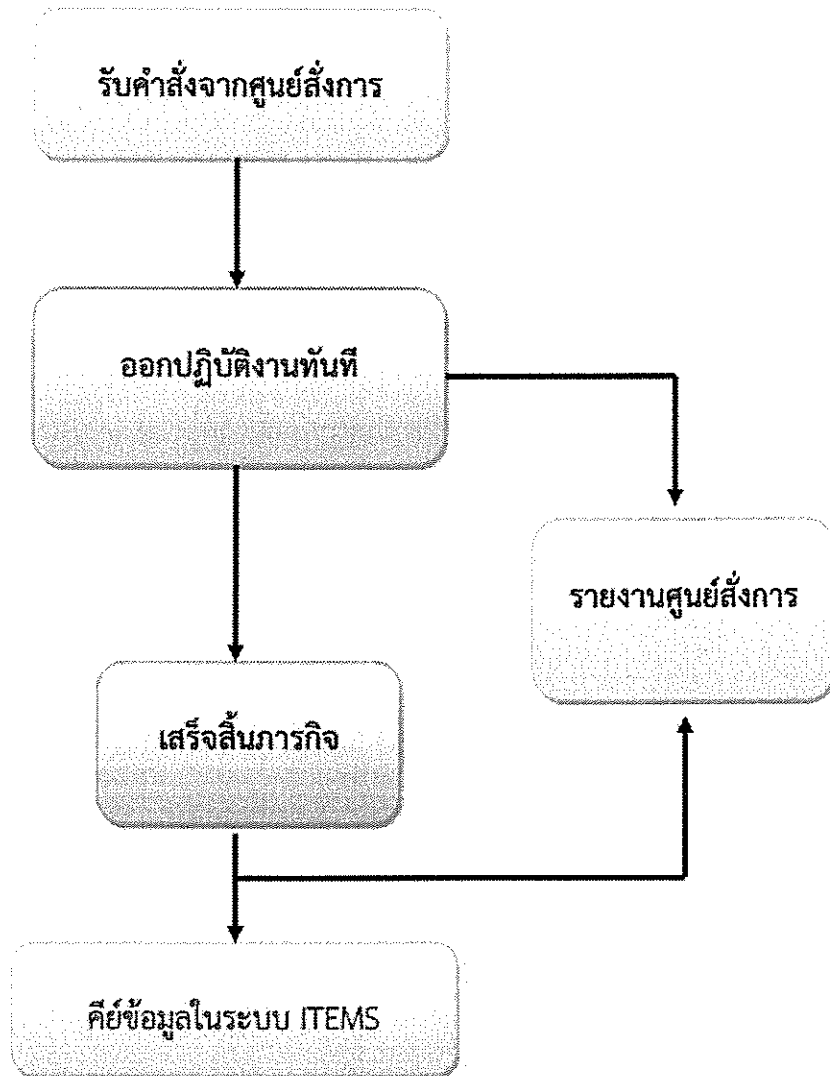 รับคำสั่งจากศูนย์สั่งการ
ออกปฏิบัติงานทันที
รายงานศูนย์สั่งการ
เสร็จสิ้นภารกิจ
คีย์ข้อมูลในระบบ ITEMS